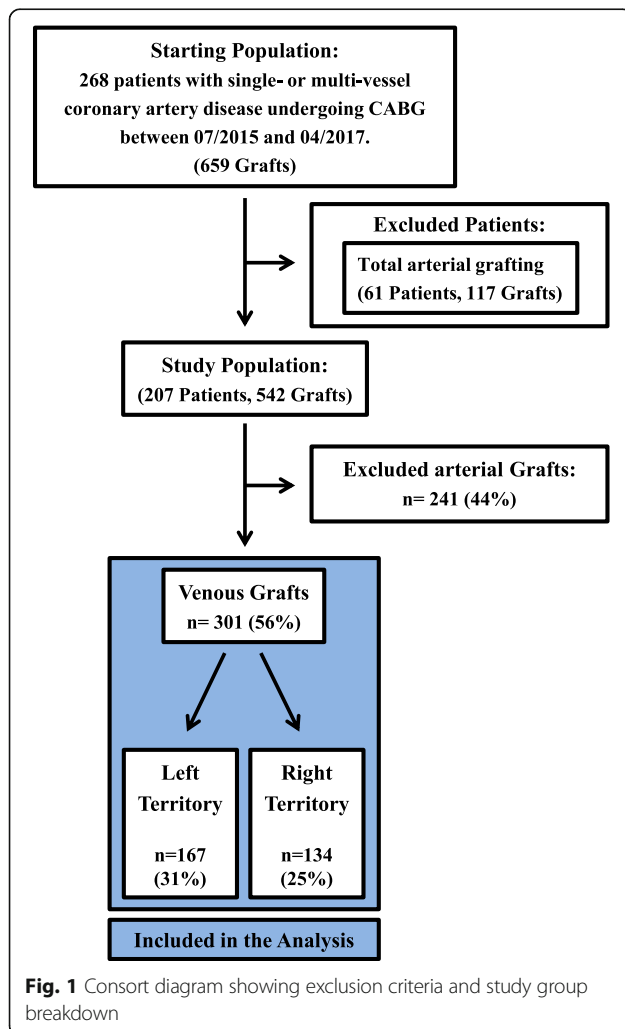 Starting Population:
268 patients with single- or multi-vessel
coronary artery disease undergoing CABG
between 07/2015 and 04/2017.
(659 Grafts)
Excluded Patients:
Total arterial grafting
(61 Patients, 117 Grafts)
Study Population:
(207 Patients, 542 Grafts)
Excluded arterial Grafts:
n= 241 (44%)
Venous Grafts
n= 301 (56%)
Left
Territory
n=167
(31%)
Right
Territory
n=134
(25%)
Included in the Analysis
Fig. 1 Consort diagram showing exclusion criteria and study group
breakdown